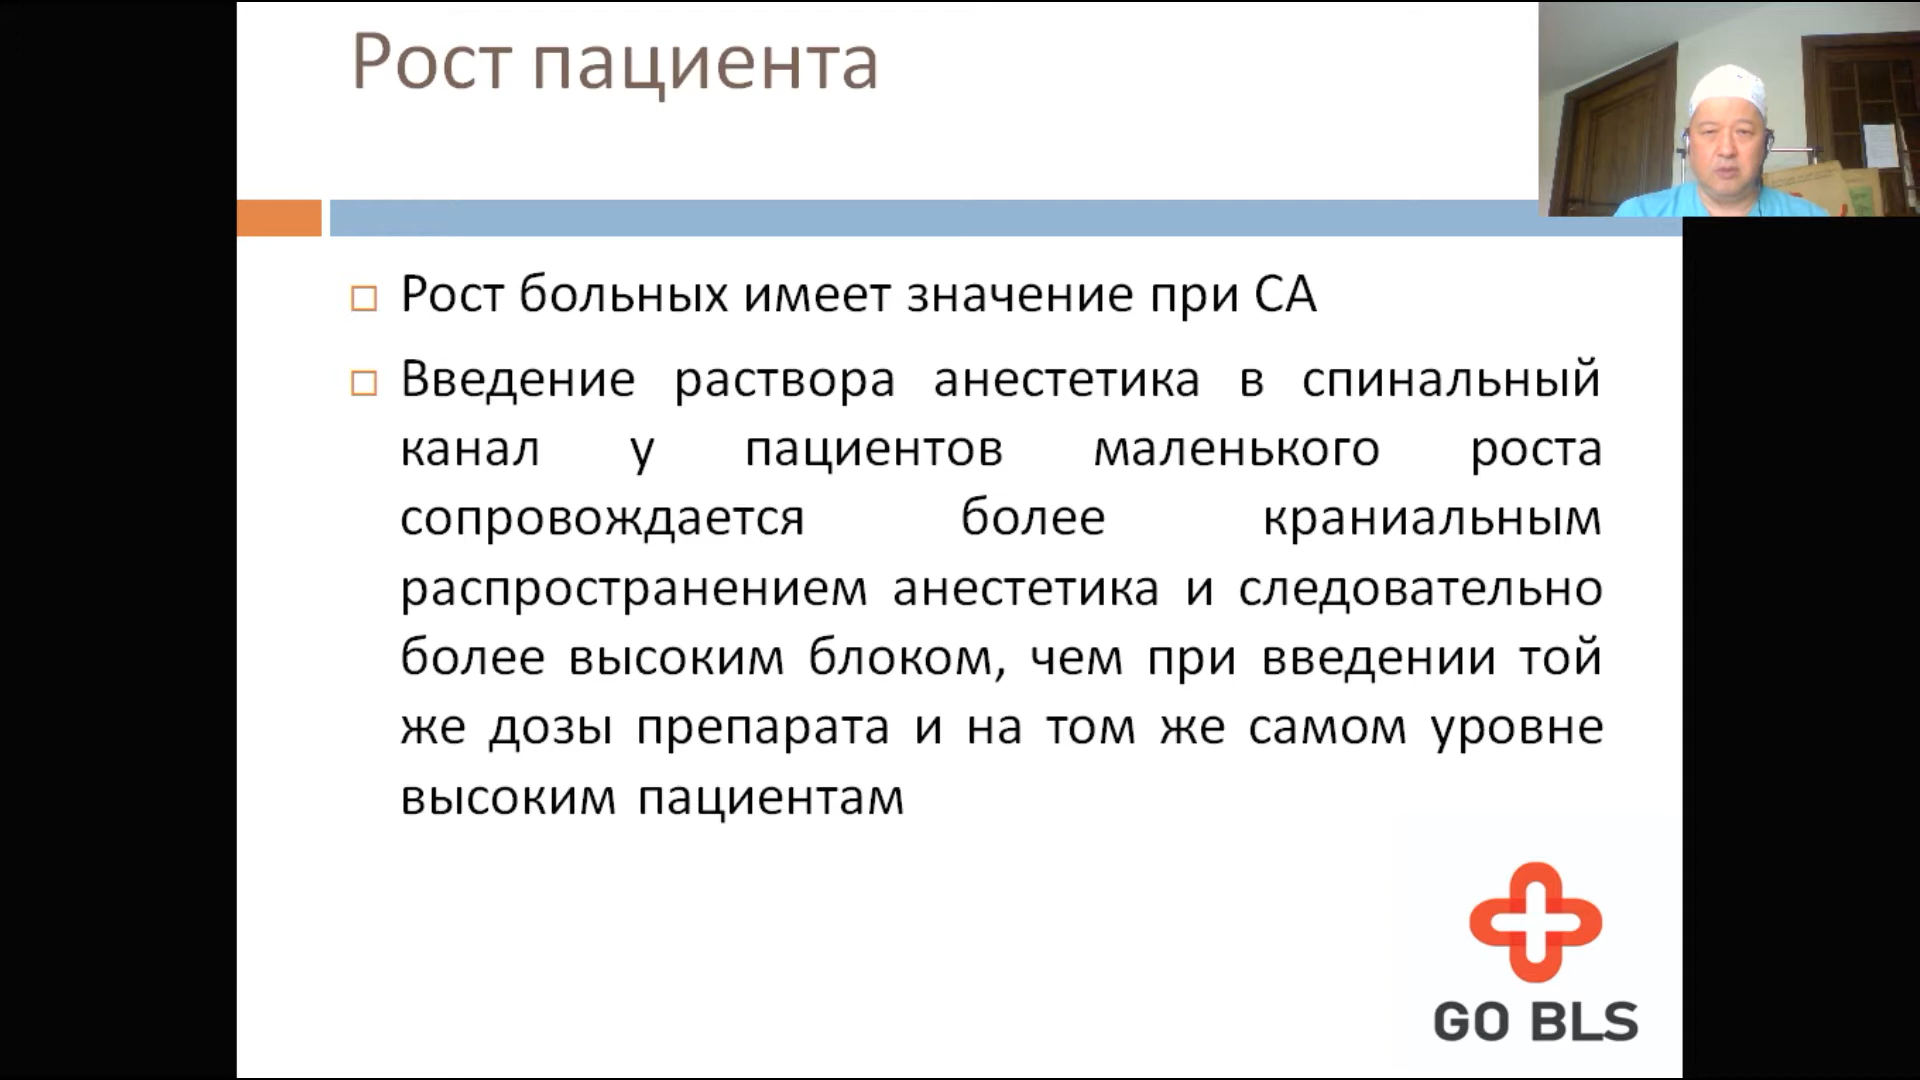 Рост пациента
Рост больных имеет значение при СА
Введение раствора анестетика в спинальный
канал у пациентов маленького роста
сопровождается более краниальным
распространением анестетика и следовательно
более высоким блоком, чем при введении той
же дозы препарата и на том же самом уровне
высоким пациентам
GO BLS